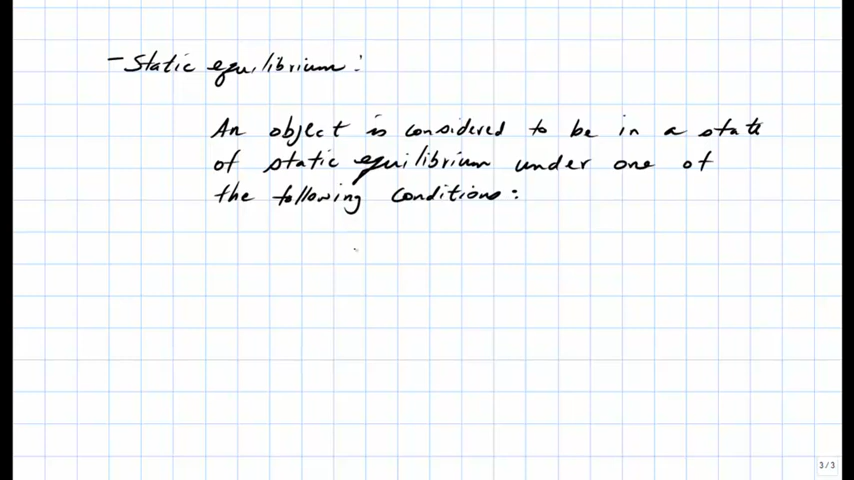 - Static equilibrium:
An object is considered to be in a state
of static equilibrium under one of
the following conditions:
3/3